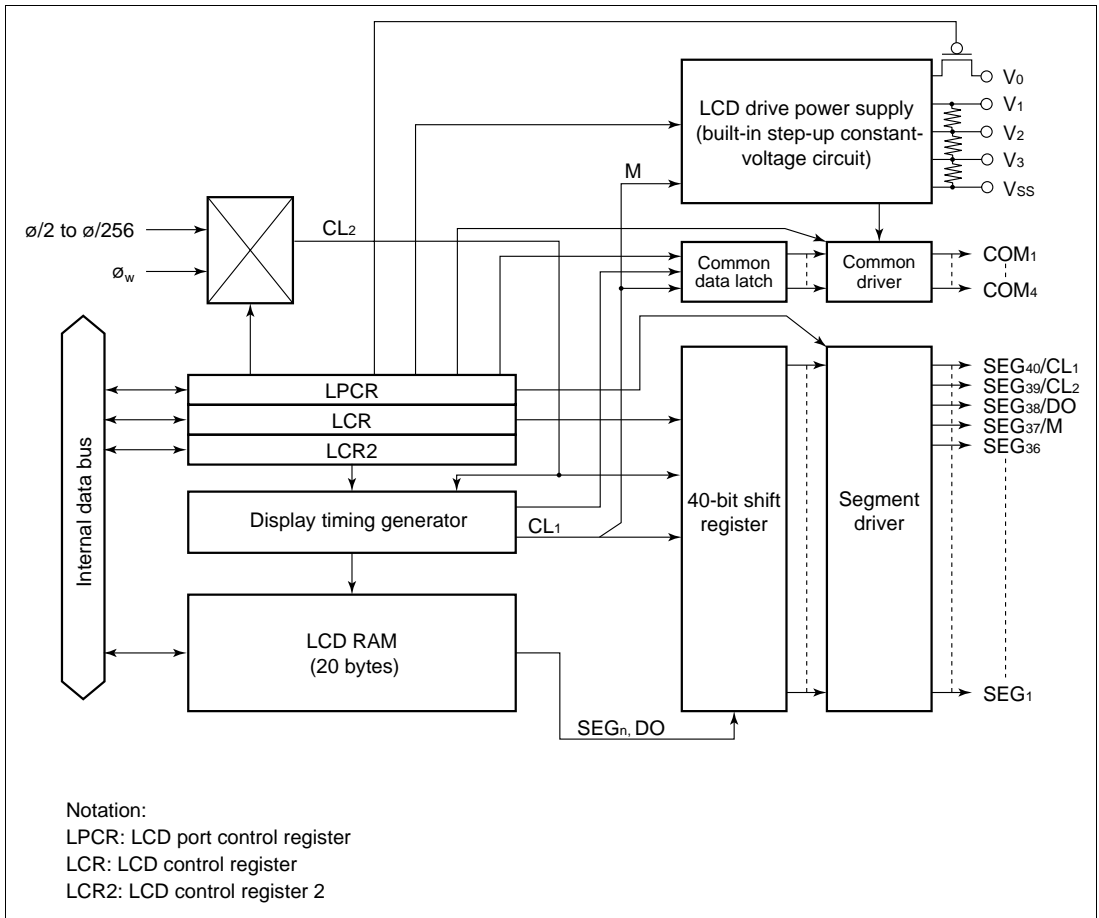 LCD drive power supply
(built-in step-up constant-
voltage circuit)
V0
V1
V2
V3
VSS
M
ø/2 to ø/256
øw
CL2
Common
data latch
Common
driver
COM1
COM4
Internal data bus
LPCR
LCR
LCR2
Display timing generator
CL1
LCD RAM
(20 bytes)
SEGn, DO
40-bit shift
register
Segment
driver
SEG40/CL1
SEG39/CL2
SEG38/DO
SEG37/M
SEG36
SEG1
Notation:
LPCR: LCD port control register
LCR: LCD control register
LCR2: LCD control register 2